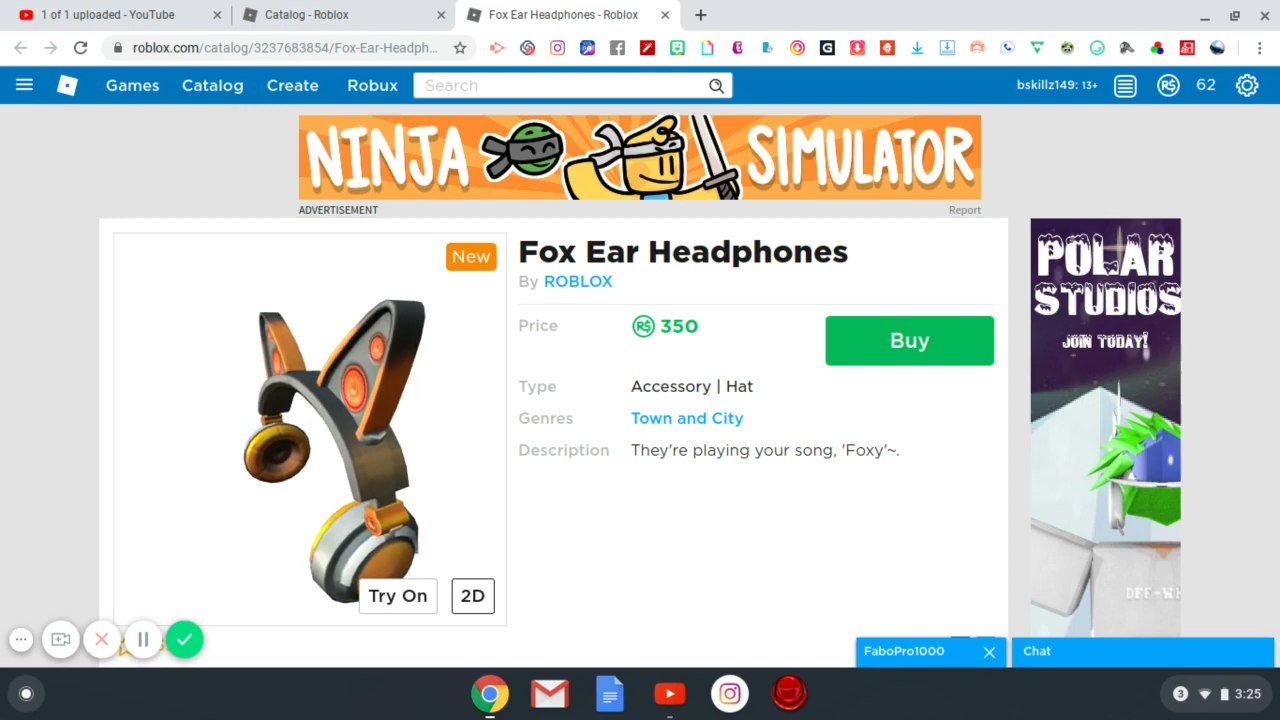 1 of 1 uploaded - YouTube
Catalog - Roblox
Fox Ear Headphones - Roblox
roblox.com/catalog/3237683854/Fox-Ear-Headph...
Games
Catalog
Create
Robux
Search
bskillz149: 13+
62
NINJA SIMULATOR
ADVERTISEMENT
Report
New
Fox Ear Headphones
By ROBLOX
Price
R$ 350
Buy
Type
Accessory | Hat
Genres
Town and City
Description
They're playing your song, 'Foxy'~.
Try On
2D
POLAR
STUDIOS
JOIN TODAY!
FaboPro1000
Chat
3
3:25